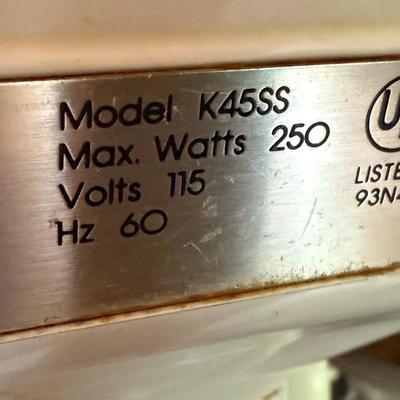 Model K45SS
Max. Watts 250
Volts 115
Hz 60